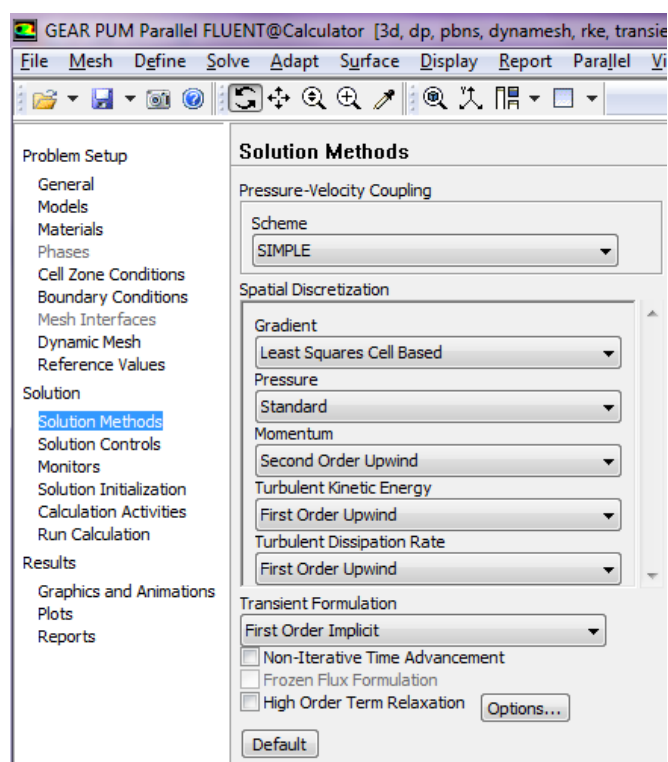 GEAR PUM Parallel FLUENT@Calculator [3d, dp, pbns, dynamesh, rke, transie
File Mesh Define Solve Adapt Surface Display Report Parallel Vi
Problem Setup
General
Models
Materials
Phases
Cell Zone Conditions
Boundary Conditions
Mesh Interfaces
Dynamic Mesh
Reference Values
Solution
Solution Methods
Solution Controls
Monitors
Solution Initialization
Calculation Activities
Run Calculation
Results
Graphics and Animations
Plots
Reports
Solution Methods
Pressure-Velocity Coupling
Scheme
SIMPLE
Spatial Discretization
Gradient
Least Squares Cell Based
Pressure
Standard
Momentum
Second Order Upwind
Turbulent Kinetic Energy
First Order Upwind
Turbulent Dissipation Rate
First Order Upwind
Transient Formulation
First Order Implicit
Non-Iterative Time Advancement
Frozen Flux Formulation
High Order Term Relaxation Options...
Default